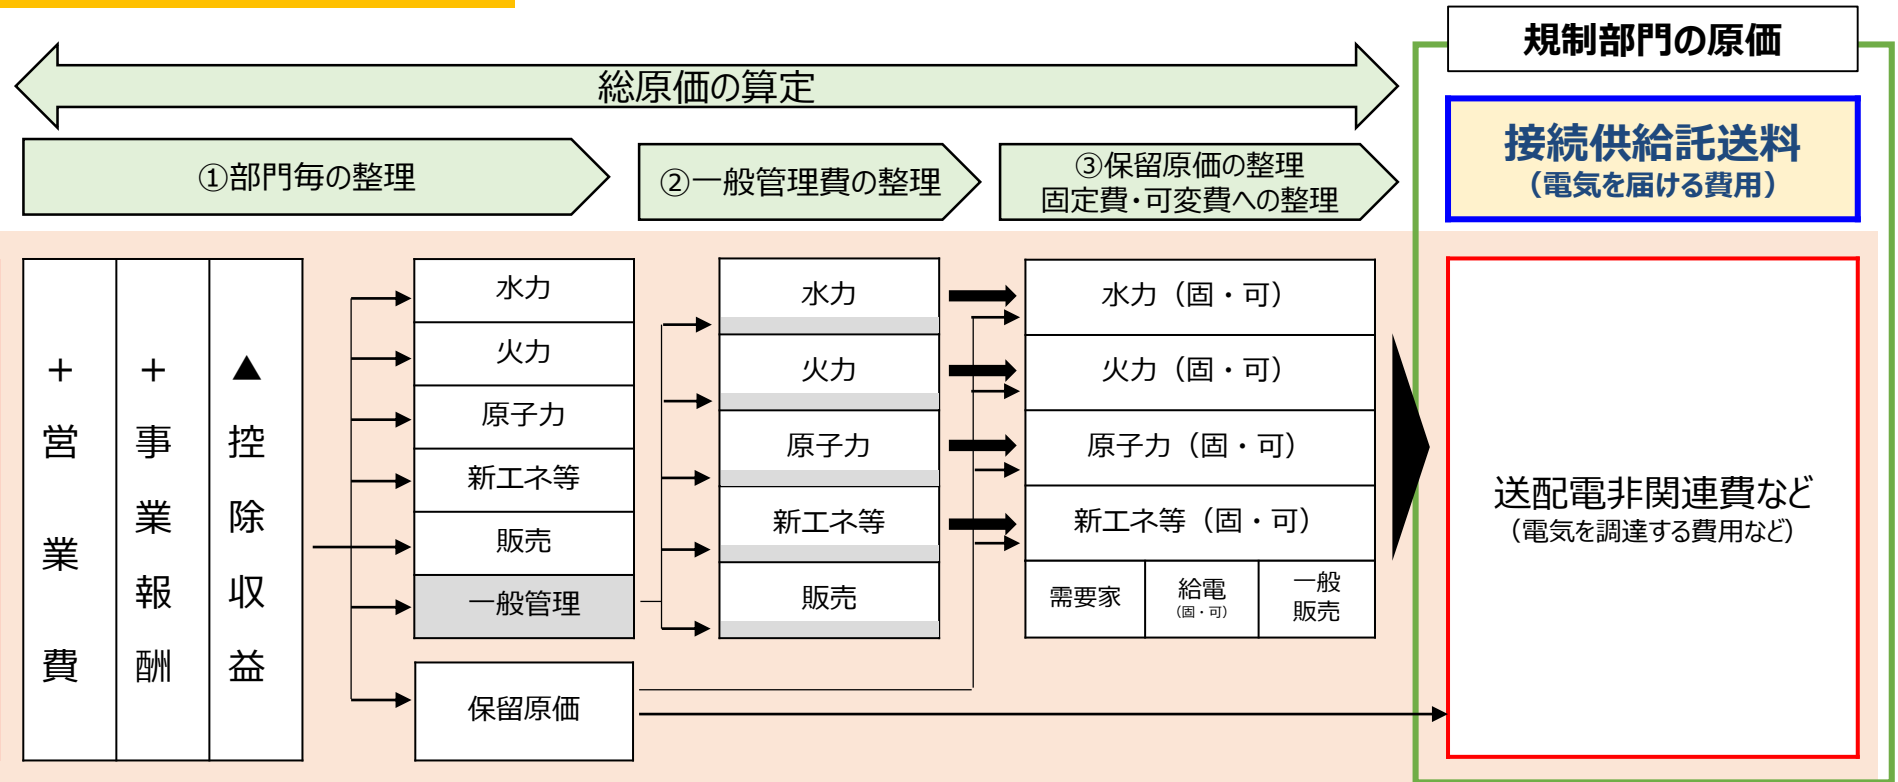 規制部門の原価
総原価の算定
接続供給託送料
（電気を届ける費用）
①部門毎の整理
②一般管理費の整理
③保留原価の整理
固定費・可変費への整理
＋営業費
＋事業報酬
▲控除収益
水力
火力
原子力
新エネ等
販売
一般管理
保留原価
水力
火力
原子力
新エネ等
販売
水力（固・可）
火力（固・可）
原子力（固・可）
新エネ等（固・可）
需要家
給電
（固・可）
一般
販売
送配電非関連費など
（電気を調達する費用など）